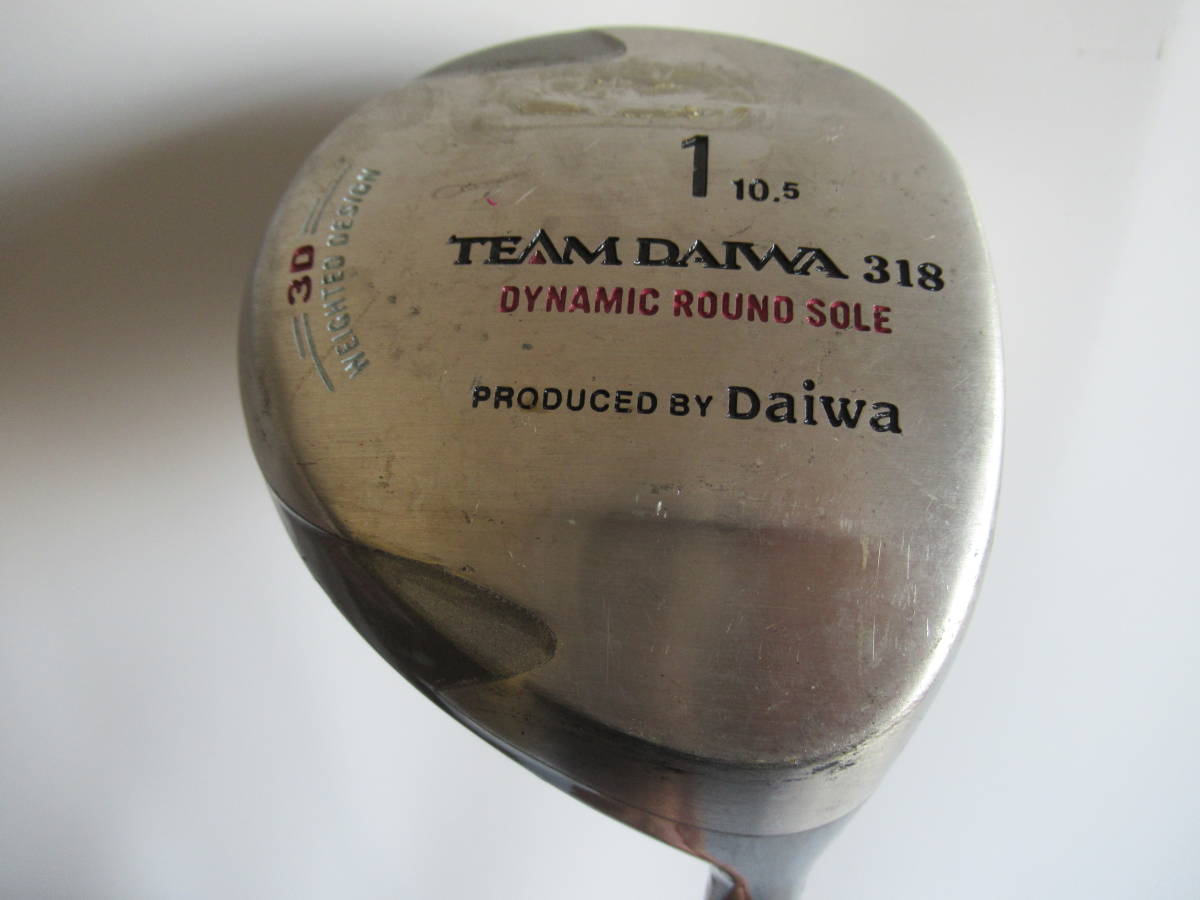 1 10.5
TEAM DAIWA 318
DYNAMIC ROUND SOLE
PRODUCED BY Daiwa
3D
WEIGHTED DESIGN